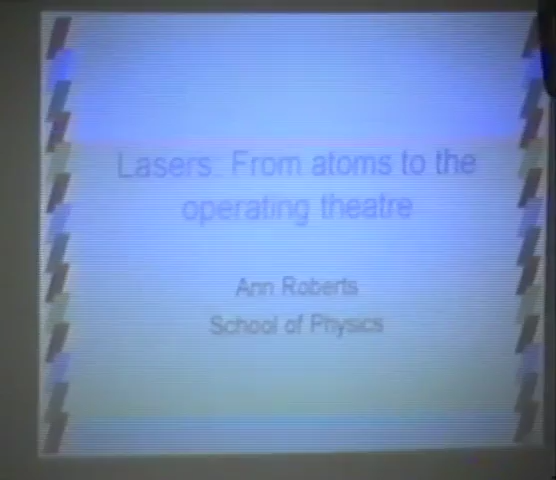 Lasers: From atoms to the
operating theatre
Ann Roberts
School of Physics